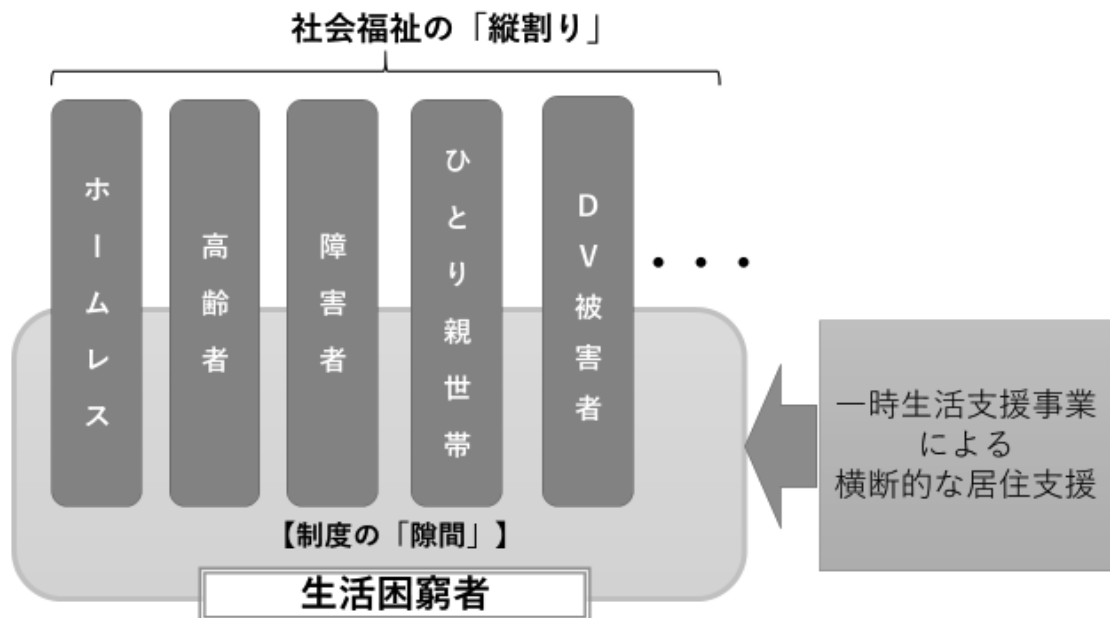 社会福祉の「縦割り」
ホームレス
高齢者
障害者
ひとり親世帯
DV被害者
・・・
一時生活支援事業
による
横断的な居住支援
【制度の「隙間」】
生活困窮者